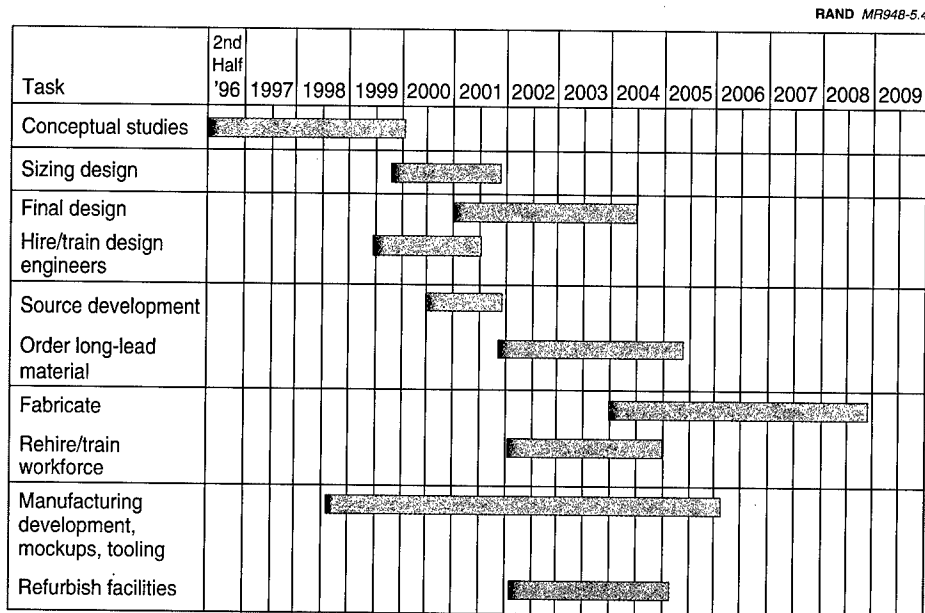 RAND MR948-5.4
2nd
Half
Task '96 1997 1998 1999 2000 2001 2002 2003 2004 2005 2006 2007 2008 2009
Conceptual studies
Sizing design
Final design
Hire/train design
engineers
Source development
Order long-lead
material
Fabricate
Rehire/train
workforce
Manufacturing
development,
mockups, tooling
Refurbish facilities